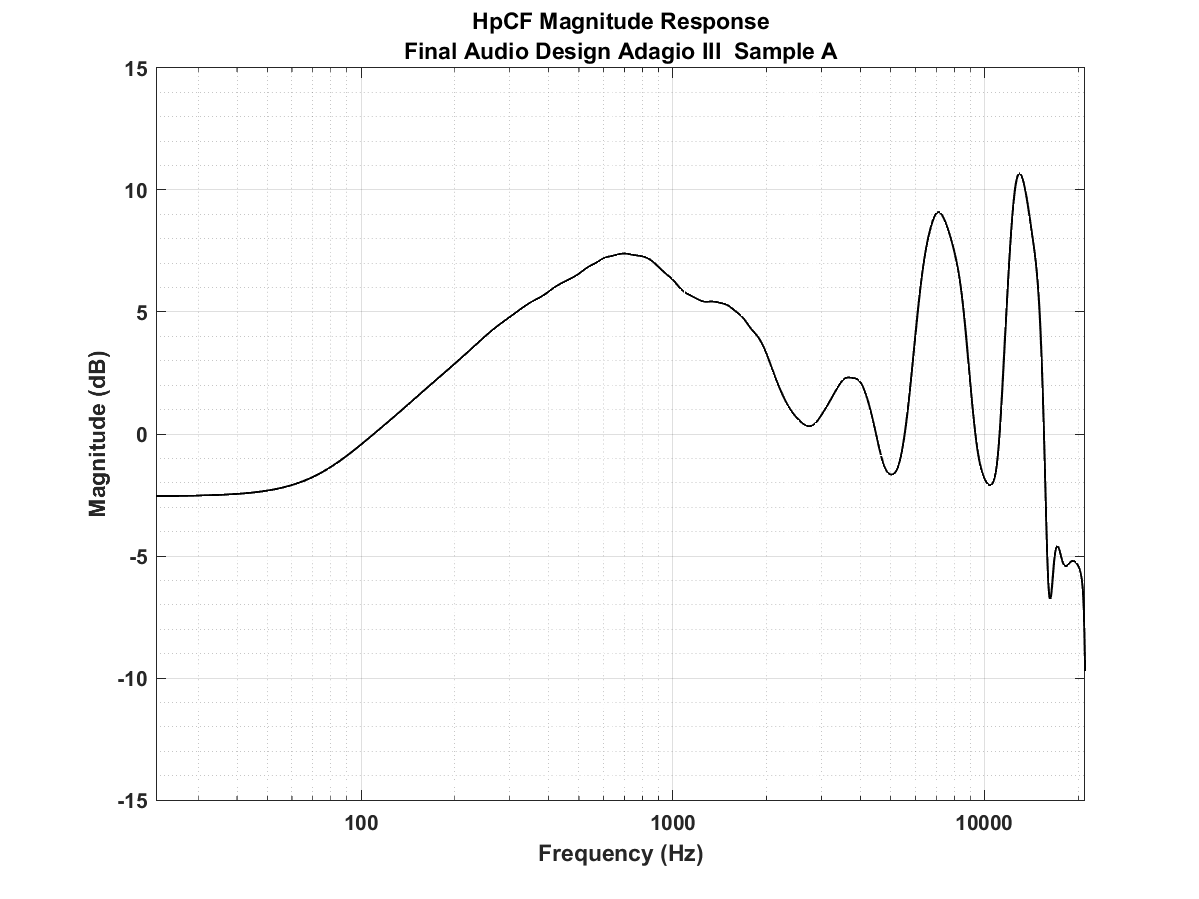 HpCF Magnitude Response
Final Audio Design Adagio III  Sample A
15
10
5
0
-5
-10
-15
Magnitude (dB)
100
1000
10000
Frequency (Hz)